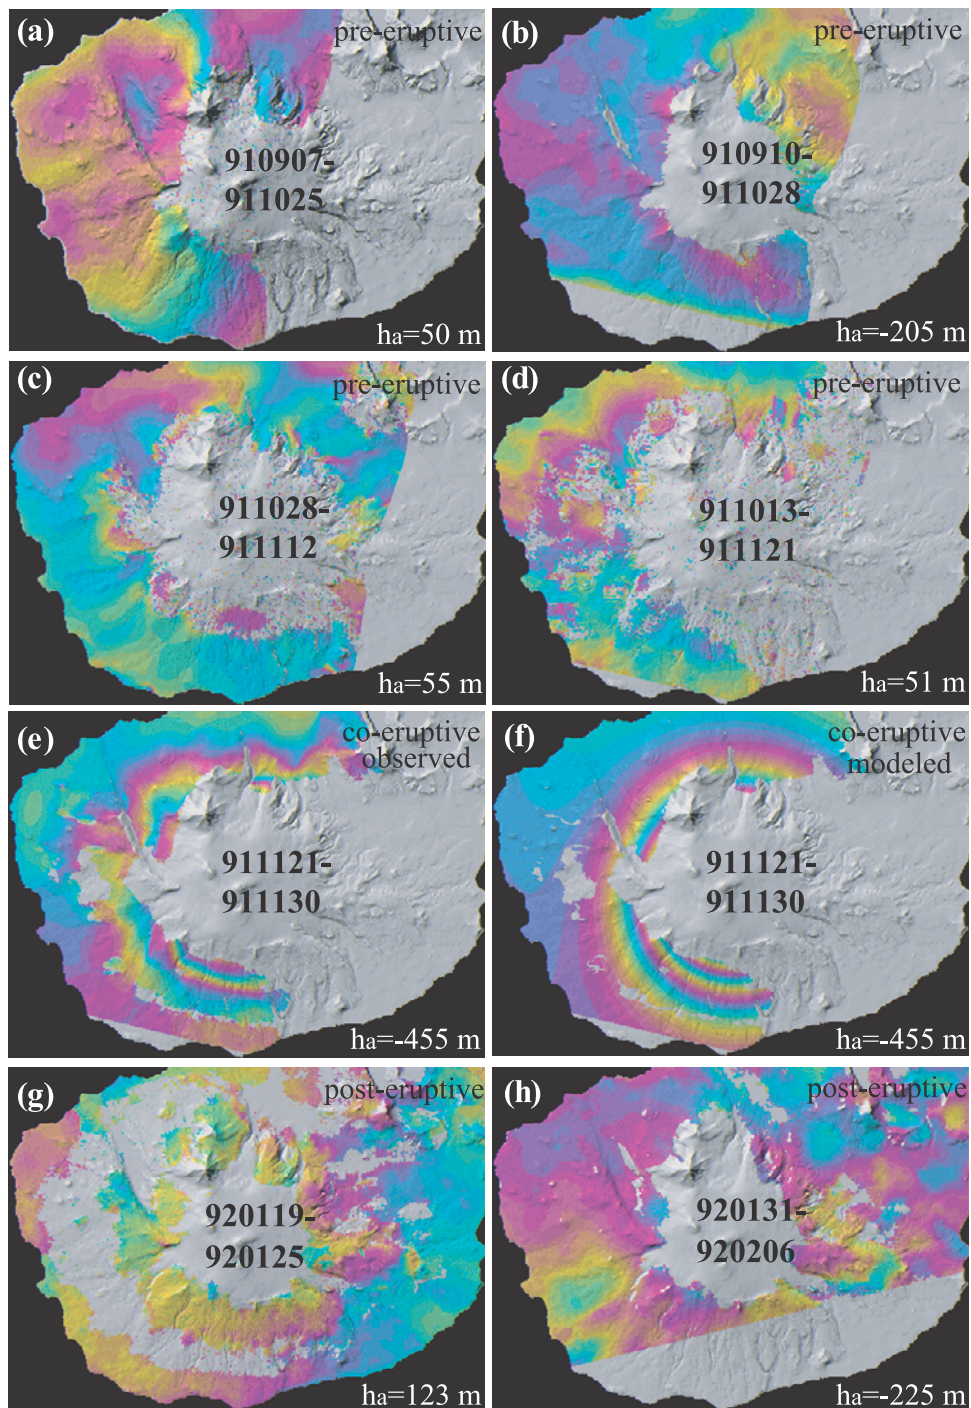 (a)
pre-eruptive
910907-
911025
ha=50 m
(b)
pre-eruptive
910910-
911028
ha=-205 m
(c)
pre-eruptive
911028-
911112
ha=55 m
(d)
pre-eruptive
911013-
911121
ha=51 m
(e)
co-eruptive
observed
911121-
911130
ha=-455 m
(f)
co-eruptive
modeled
911121-
911130
ha=-455 m
(g)
post-eruptive
920119-
920125
ha=123 m
(h)
post-eruptive
920131-
920206
ha=-225 m